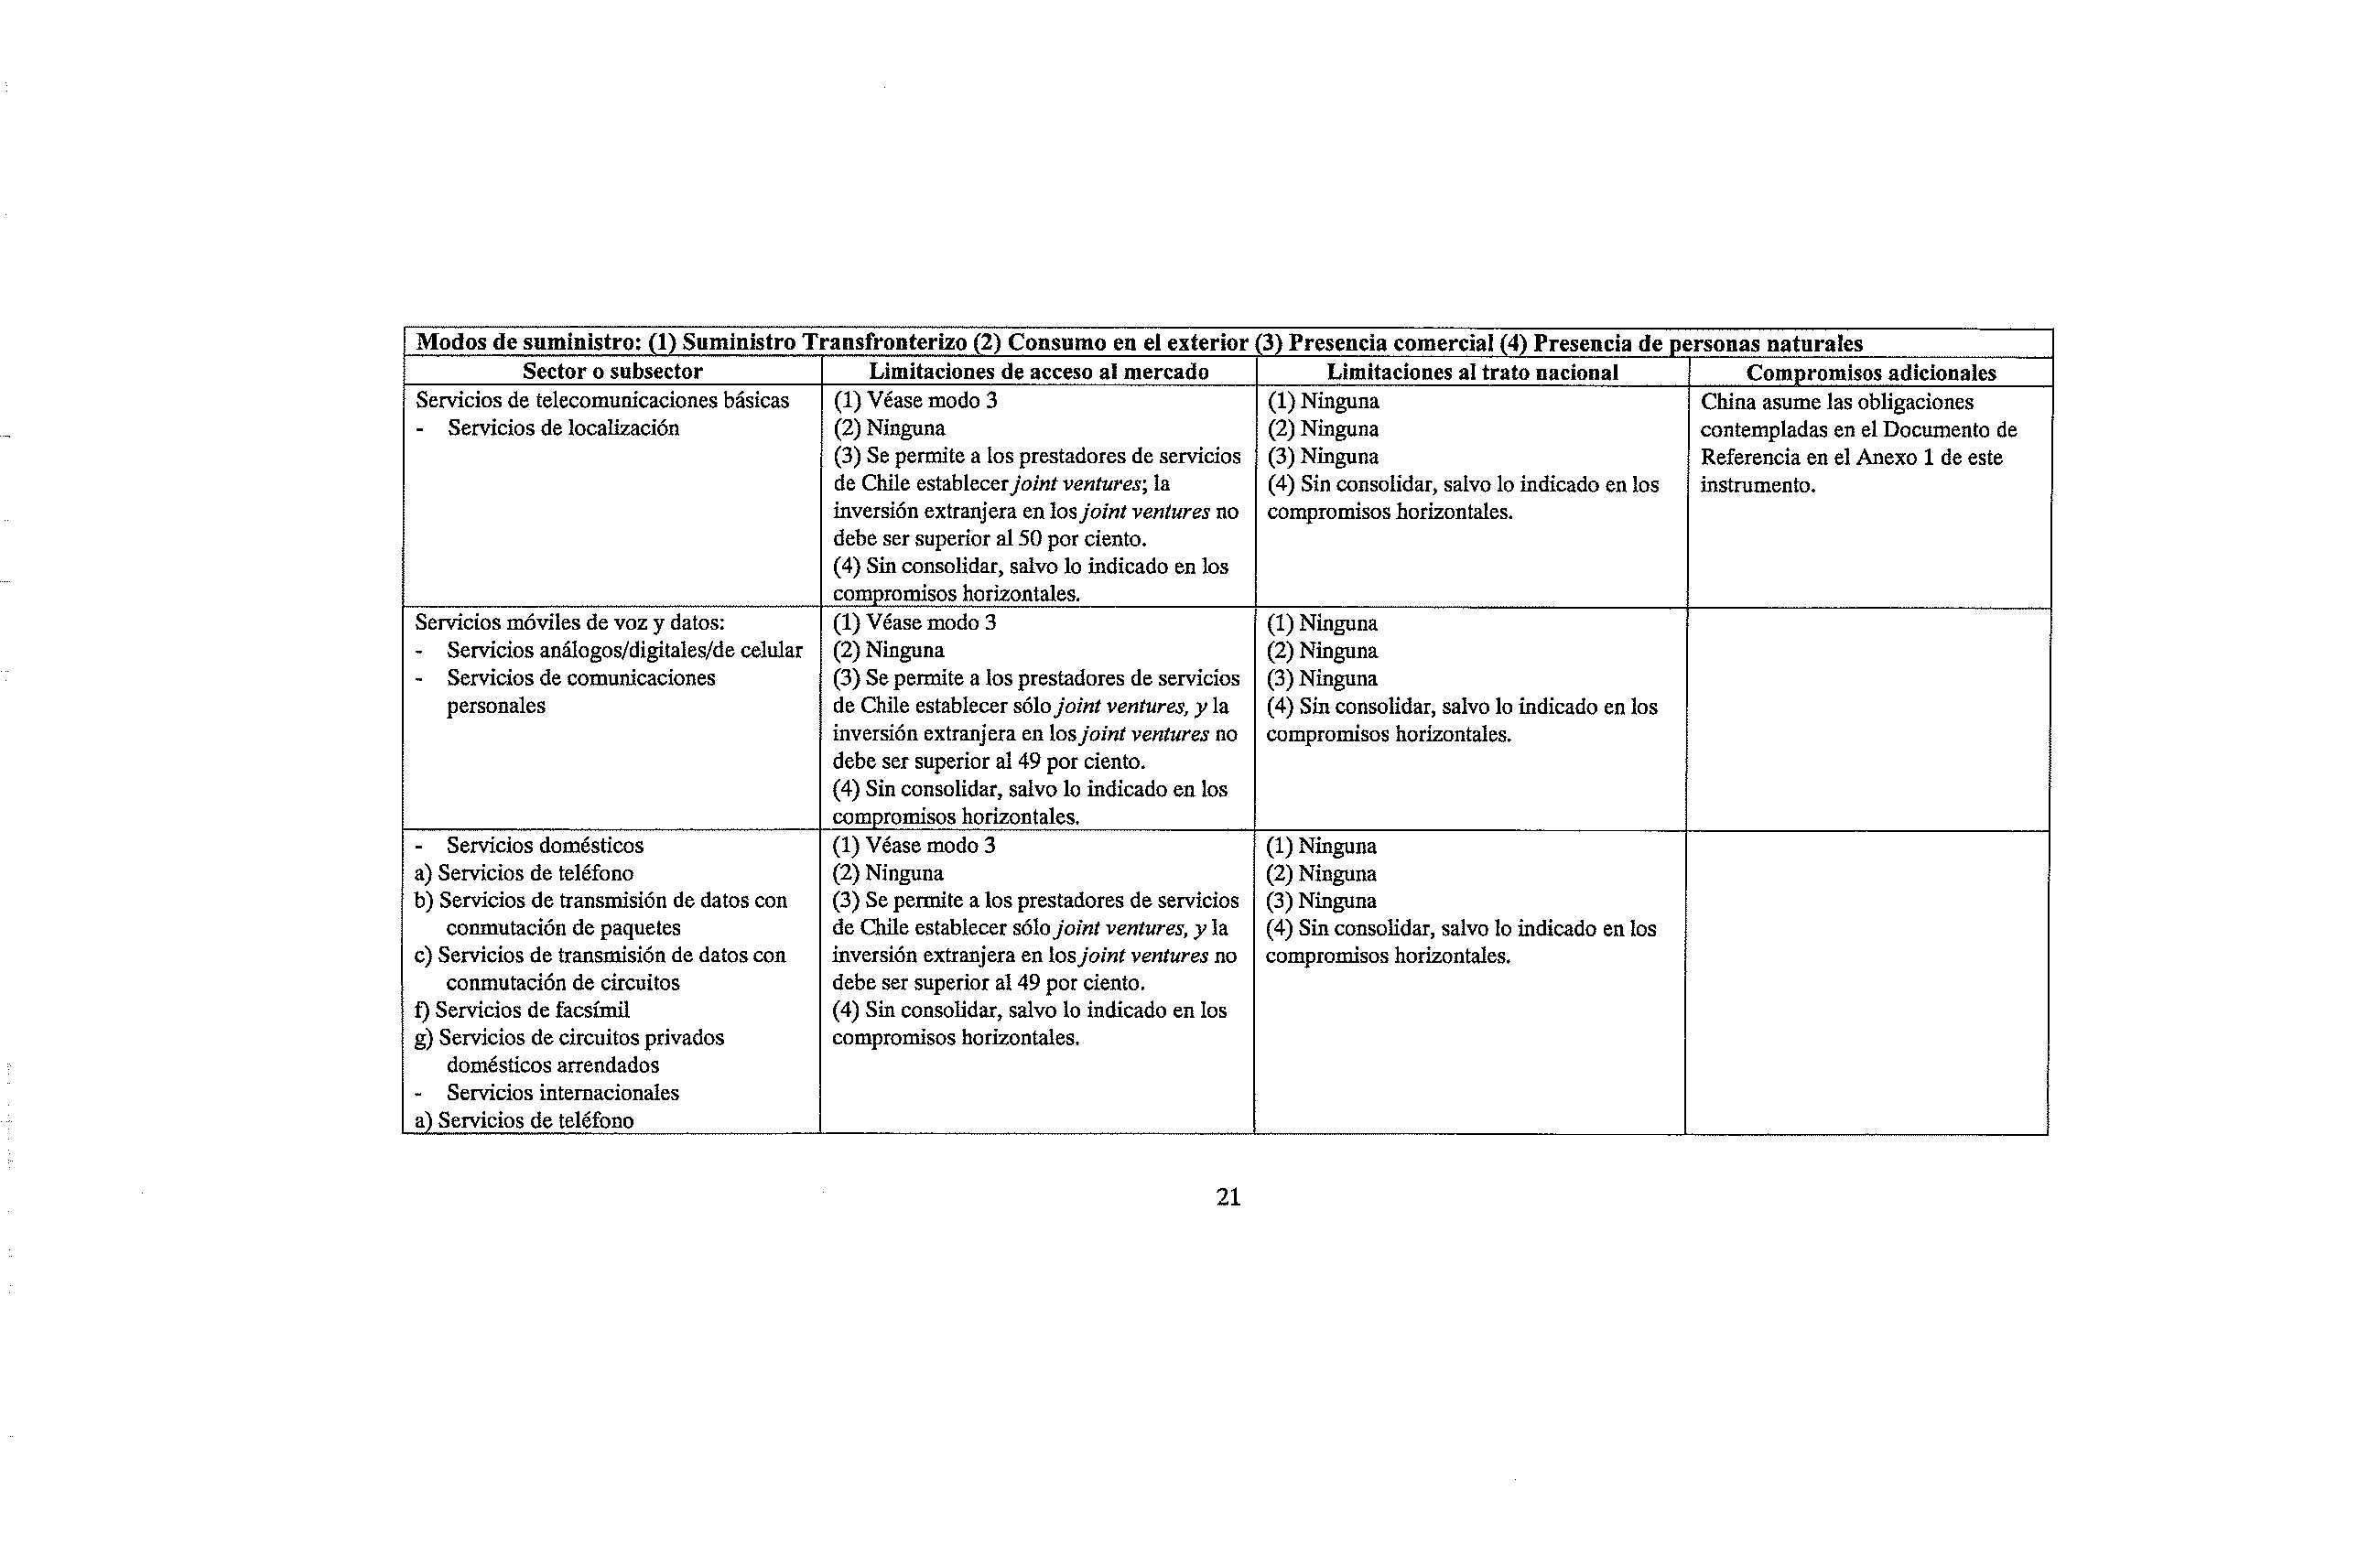 Modos de suministro: (1) Suministro Transfronterizo (2) Consumo en el exterior (3) Presencia comercial (4) Presencia de personas naturales
Sector o subsector
Limitaciones de acceso al mercado
Limitaciones al trato nacional
Compromisos adicionales
Servicios de telecomunicaciones básicas
- Servicios de localización
(1) Véase modo 3
(2) Ninguna
(3) Se permite a los prestadores de servicios
de Chile establecer joint ventures; la
inversión extranjera en los joint ventures no
debe ser superior al 50 por ciento.
(4) Sin consolidar, salvo lo indicado en los
compromisos horizontales.
(1) Ninguna
(2) Ninguna
(3) Ninguna
(4) Sin consolidar, salvo lo indicado en los
compromisos horizontales.
China asume las obligaciones
contempladas en el Documento de
Referencia en el Anexo 1 de este
instrumento.
Servicios móviles de voz y datos:
- Servicios análogos/digitales/de celular
- Servicios de comunicaciones
personales
(1) Véase modo 3
(2) Ninguna
(3) Se permite a los prestadores de servicios
de Chile establecer sólo joint ventures, y la
inversión extranjera en los joint ventures no
debe ser superior al 49 por ciento.
(4) Sin consolidar, salvo lo indicado en los
compromisos horizontales.
(1) Ninguna
(2) Ninguna
(3) Ninguna
(4) Sin consolidar, salvo lo indicado en los
compromisos horizontales.
- Servicios domésticos
a) Servicios de teléfono
b) Servicios de transmisión de datos con
conmutación de paquetes
c) Servicios de transmisión de datos con
conmutación de circuitos
f) Servicios de facsímil
g) Servicios de circuitos privados
domésticos arrendados
- Servicios internacionales
a) Servicios de teléfono
(1) Véase modo 3
(2) Ninguna
(3) Se permite a los prestadores de servicios
de Chile establecer sólo joint ventures, y la
inversión extranjera en los joint ventures no
debe ser superior al 49 por ciento.
(4) Sin consolidar, salvo lo indicado en los
compromisos horizontales.
(1) Ninguna
(2) Ninguna
(3) Ninguna
(4) Sin consolidar, salvo lo indicado en los
compromisos horizontales.
21